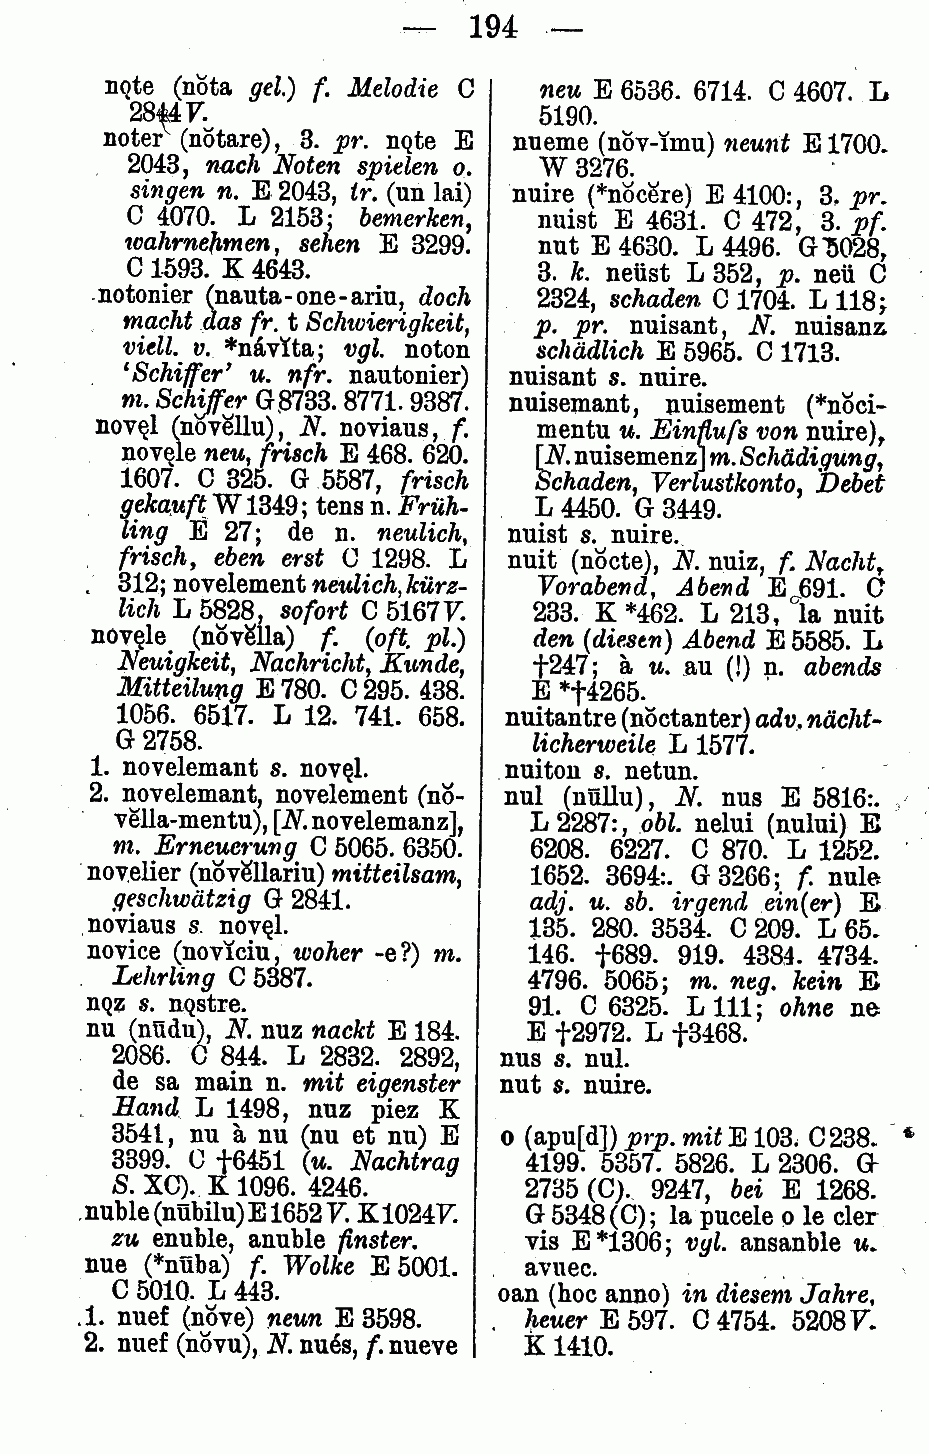 — 194 —
nǫte (nŏta gel.) f. Melodie C
2844 V.
noter (nŏtare), 3. pr. nǫte E
2043, nach Noten spielen o.
singen n. E 2043, tr. (un lai)
C 4070. L 2153; bemerken,
wahrnehmen, sehen E 3299.
C 1593. K 4643.
notonier (nauta-one-ariu, doch
macht das fr. t Schwierigkeit,
viell. v. *návĭta; vgl. noton
‘Schiffer’ u. nfr. nautonier)
m. Schiffer G 8733. 8771. 9387.
novęl (nŏvĕllu), N. noviaus, f.
novęle neu, frisch E 468. 620.
1607. C 325. G 5587, frisch
gekauft W 1349; tens n. Früh-
ling E 27; de n. neulich,
frisch, eben erst C 1298. L
312; novelement neulich, kürz-
lich L 5828, sofort C 5167 V.
novęle (nŏvĕlla) f. (oft pl.)
Neuigkeit, Nachricht, Kunde,
Mitteilung E 780. C 295. 438.
1056. 6517. L 12. 741. 658.
G 2758.
1. novelemant s. novęl.
2. novelemant, novelement (nŏ-
vĕlla-mentu), [N. novelemanz],
m. Erneuerung C 5065. 6350.
novelier (nŏvĕllariu) mitteilsam,
geschwätzig G 2841.
noviaus s. novęl.
novice (novĭciu, woher -e?) m.
Lehrling C 5387.
nǫz s. nǫstre.
nu (nūdu), N. nuz nackt E 184.
2086. C 844. L 2832. 2892,
de sa main n. mit eigenster
Hand L 1498, nuz piez K
3541, nu à nu (nu et nu) E
3399. C †6451 (u. Nachtrag
S. XC). K 1096. 4246.
nuble (nūbilu) E 1652 V. K 1024 V.
zu enuble, anuble finster.
nue (*nūba) f. Wolke E 5001.
C 5010. L 443.
1. nuef (nŏve) neun E 3598.
2. nuef (nŏvu), N. nués, f. nueve
neu E 6536. 6714. C 4607. L
5190.
nueme (nŏv-ĭmu) neunt E 1700.
W 3276.
nuire (*nŏcĕre) E 4100:, 3. pr.
nuist E 4631. C 472, 3. pf.
nut E 4630. L 4496. G 5028,
3. k. neüst L 352, p. neü C
2324, schaden C 1704. L 118;
p. pr. nuisant, N. nuisanz
schädlich E 5965. C 1713.
nuisant s. nuire.
nuisemant, nuisement (*nŏci-
mentu u. Einfluſs von nuire),
[N. nuisemenz] m. Schädigung,
Schaden, Verlustkonto, Debet
L 4450. G 3449.
nuist s. nuire.
nuit (nŏcte), N. nuiz, f. Nacht,
Vorabend, Abend E 691. C
233. K *462. L 213, la nuit
den (diesen) Abend E 5585. L
†247; à u. au (!) n. abends
E *†4265.
nuitantre (nŏctanter) adv. nächt-
licherweile L 1577.
nuiton s. netun.
nul (nūllu), N. nus E 5816:.
L 2287:, obl. nelui (nului) E
6208. 6227. C 870. L 1252.
1652. 3694:. G 3266; f. nule
adj. u. sb. irgend ein(er) E
135. 280. 3534. C 209. L 65.
146. †689. 919. 4384. 4734.
4796. 5065; m. neg. kein E
91. C 6325. L 111; ohne ne
E †2972. L †3468.
nus s. nul.
nut s. nuire.
o (apu[d]) prp. mit E 103. C 238.
4199. 5357. 5826. L 2306. G
2735 (C). 9247, bei E 1268.
G 5348 (C); la pucele o le cler
vis E *1306; vgl. ansanble u.
avuec.
oan (hoc anno) in diesem Jahre,
heuer E 597. C 4754. 5208 V.
K 1410.